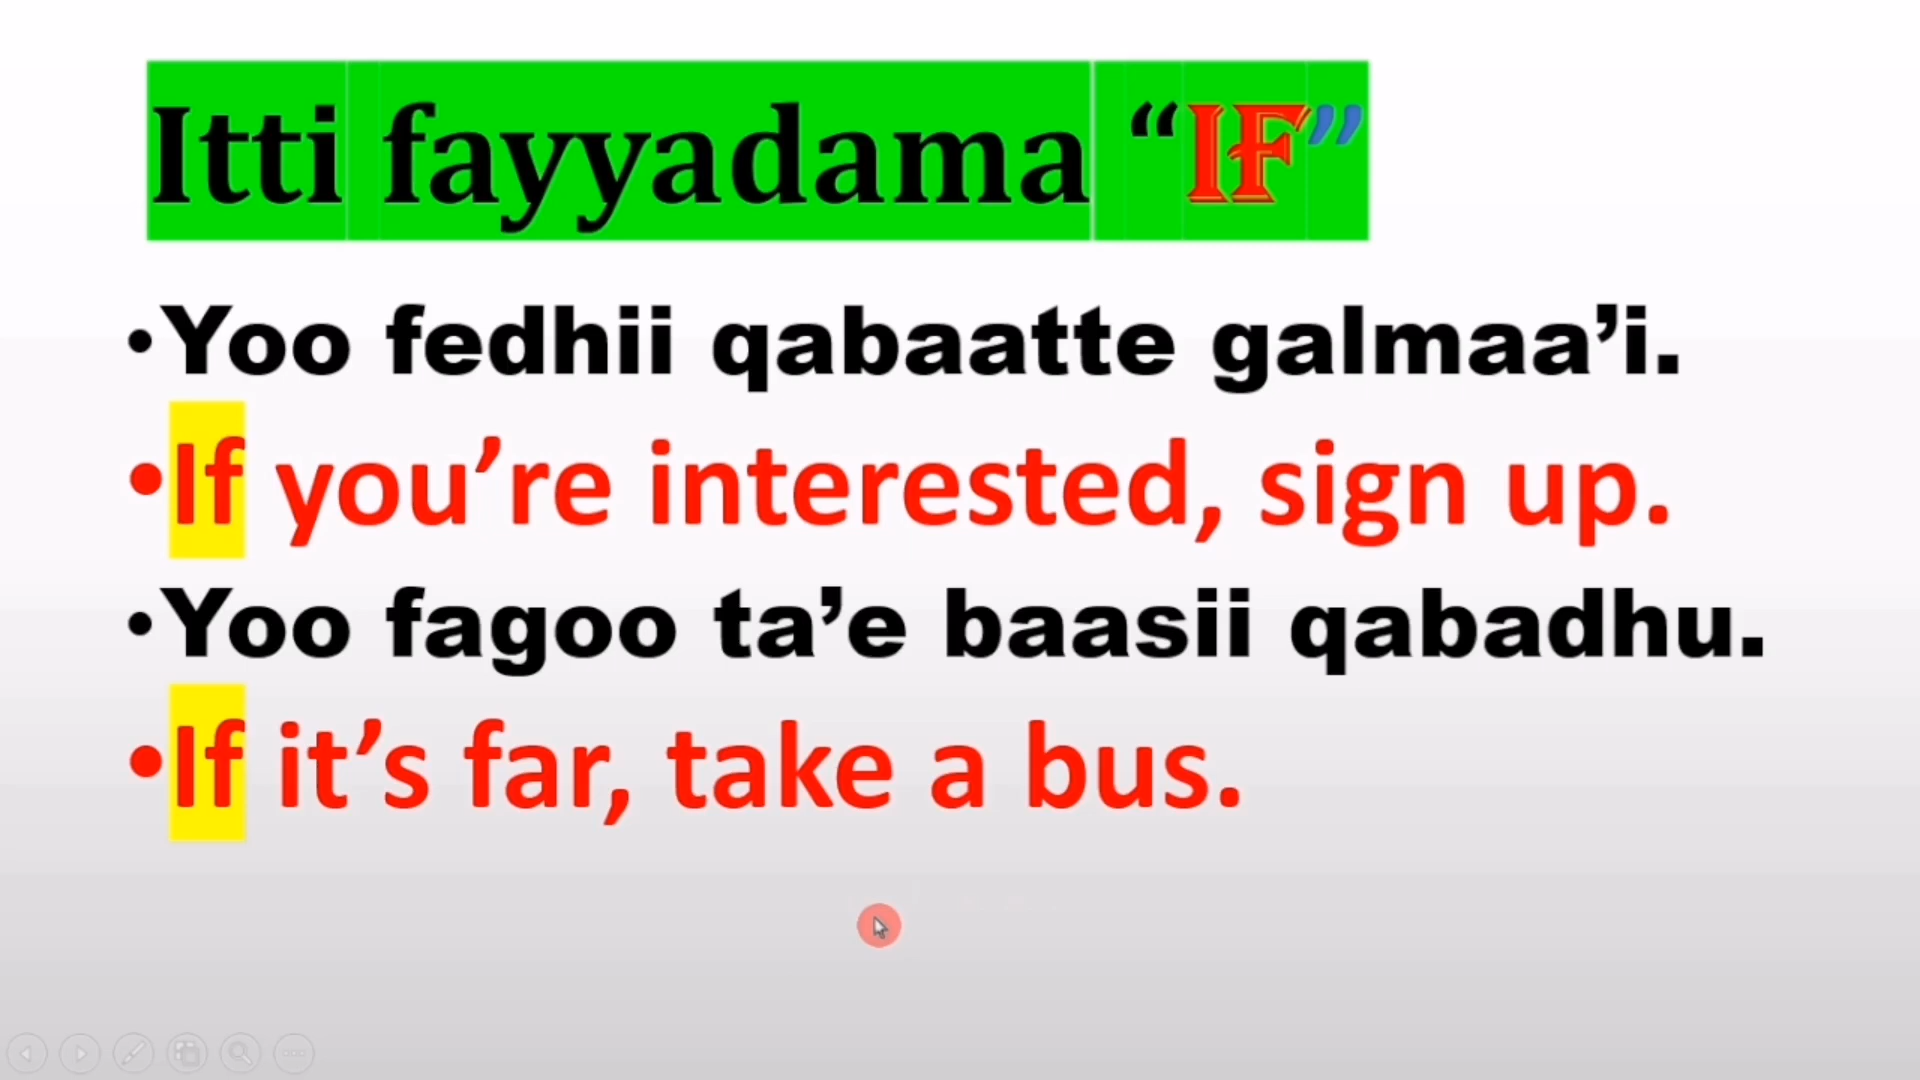 Itti fayyadama “IF”
•Yoo fedhii qabaatte galmaa’i.
•If you’re interested, sign up.
•Yoo fagoo ta’e baasii qabadhu.
•If it’s far, take a bus.